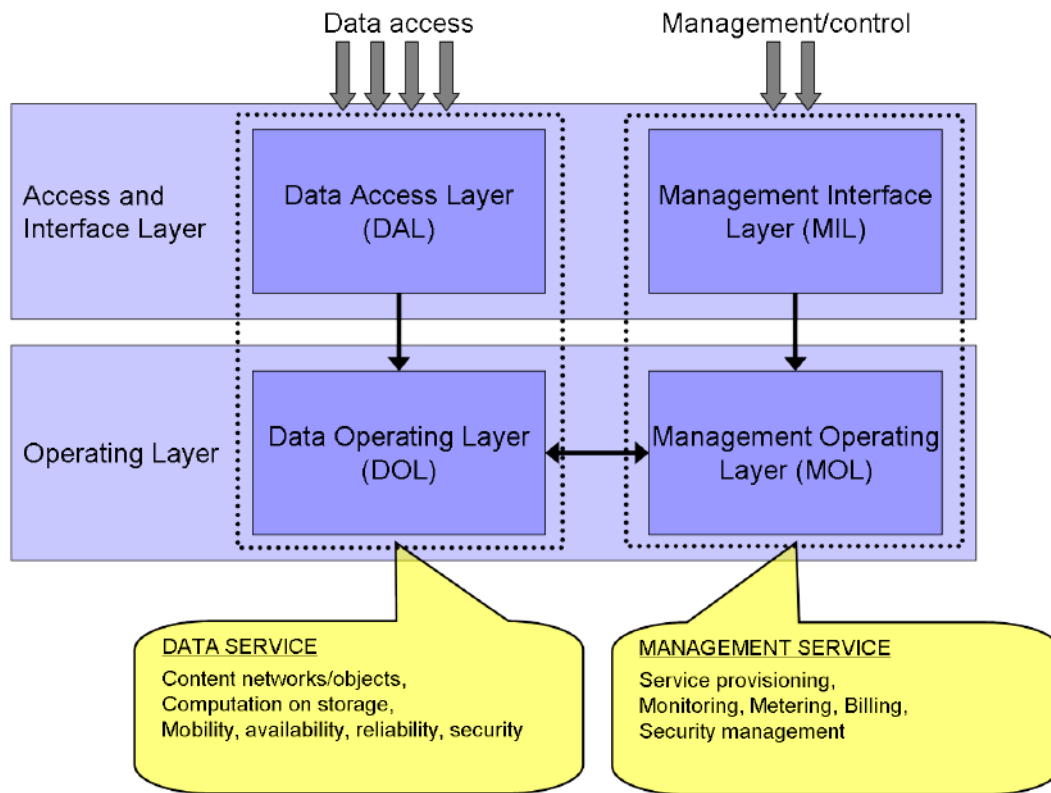 Data access
Management/control
Access and
Interface Layer
Data Access Layer
(DAL)
Management Interface
Layer (MIL)
Operating Layer
Data Operating Layer
(DOL)
Management Operating
Layer (MOL)
DATA SERVICE
Content networks/objects,
Computation on storage,
Mobility, availability, reliability, security
MANAGEMENT SERVICE
Service provisioning,
Monitoring, Metering, Billing,
Security management